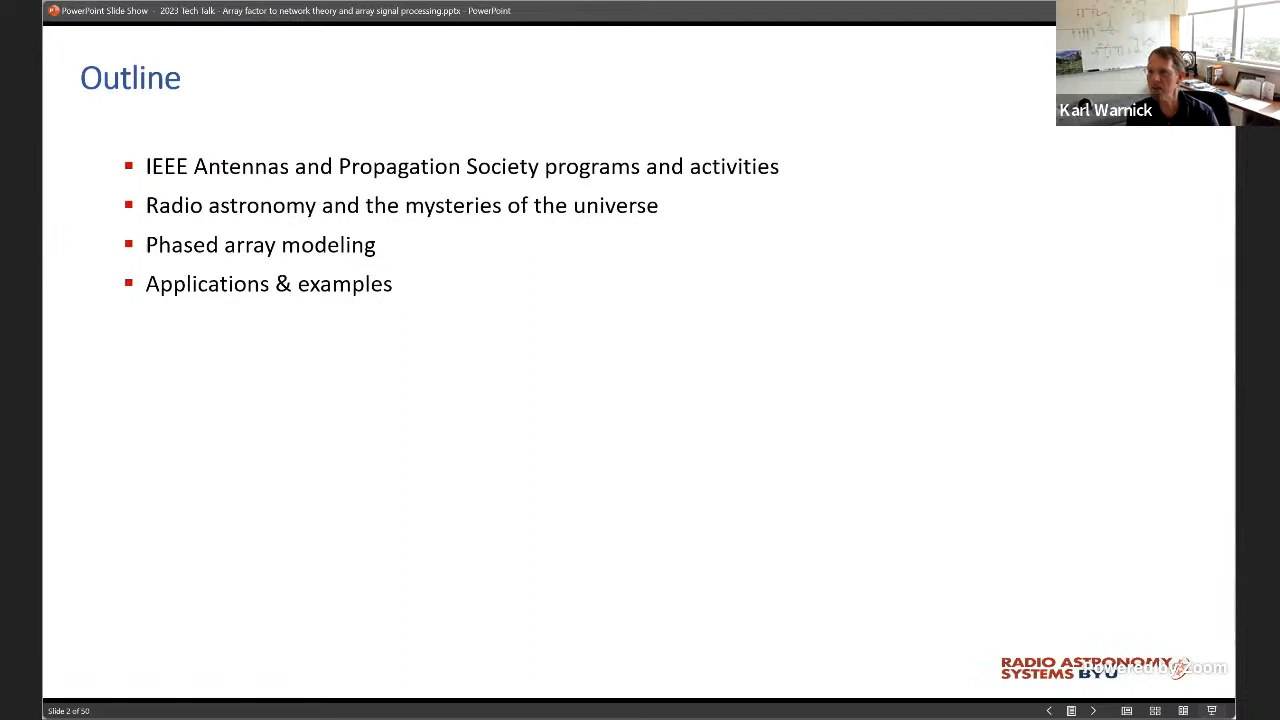 PowerPoint Slide Show - 2023 Tech Talk - Array factor to network theory and array signal processing.pptx - PowerPoint
Karl Warnick
Outline
IEEE Antennas and Propagation Society programs and activities
Radio astronomy and the mysteries of the universe
Phased array modeling
Applications & examples
RADIO ASTRONOMY
SYSTEMS BYU
Powered by Zoom
Slide 2 of 50